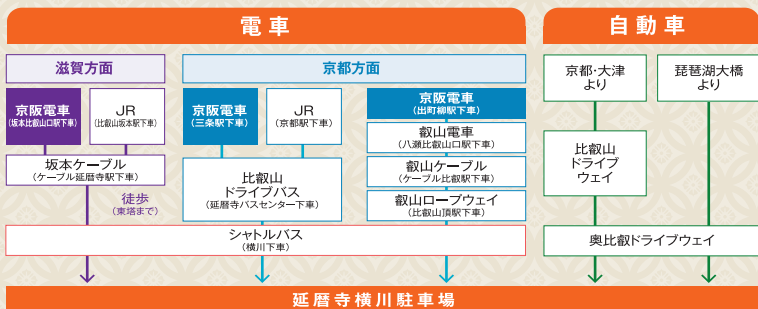 電車
自動車
滋賀方面
京都方面
京阪電車
(坂本比叡山口駅下車)
JR
(比叡山坂本駅下車)
坂本ケーブル
(ケーブル延暦寺駅下車)
徒歩
(東塔まで)
京阪電車
(三条駅下車)
JR
(京都駅下車)
比叡山
ドライブバス
(延暦寺バスセンター下車)
京阪電車
(出町柳駅下車)
叡山電車
(八瀬比叡山口駅下車)
叡山ケーブル
(ケーブル比叡駅下車)
叡山ロープウェイ
(比叡山頂駅下車)
シャトルバス
(横川下車)
京都・大津
より
琵琶湖大橋
より
比叡山
ドライブ
ウェイ
奥比叡ドライブウェイ
延暦寺横川駐車場